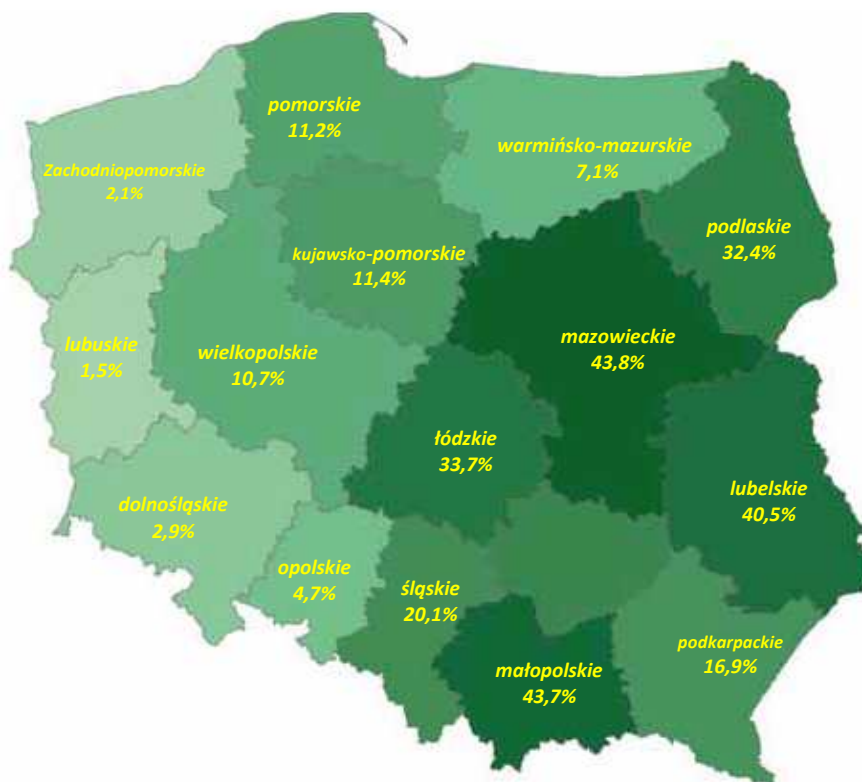 pomorskie
11,2%
warmińsko-mazurskie
7,1%
Zachodniopomorskie
2,1%
podlaskie
32,4%
kujawsko-pomorskie
11,4%
mazowieckie
43,8%
lubuskie
1,5%
wielkopolskie
10,7%
łódzkie
33,7%
lubelskie
40,5%
dolnośląskie
2,9%
opolskie
4,7%
śląskie
20,1%
podkarpackie
16,9%
małopolskie
43,7%